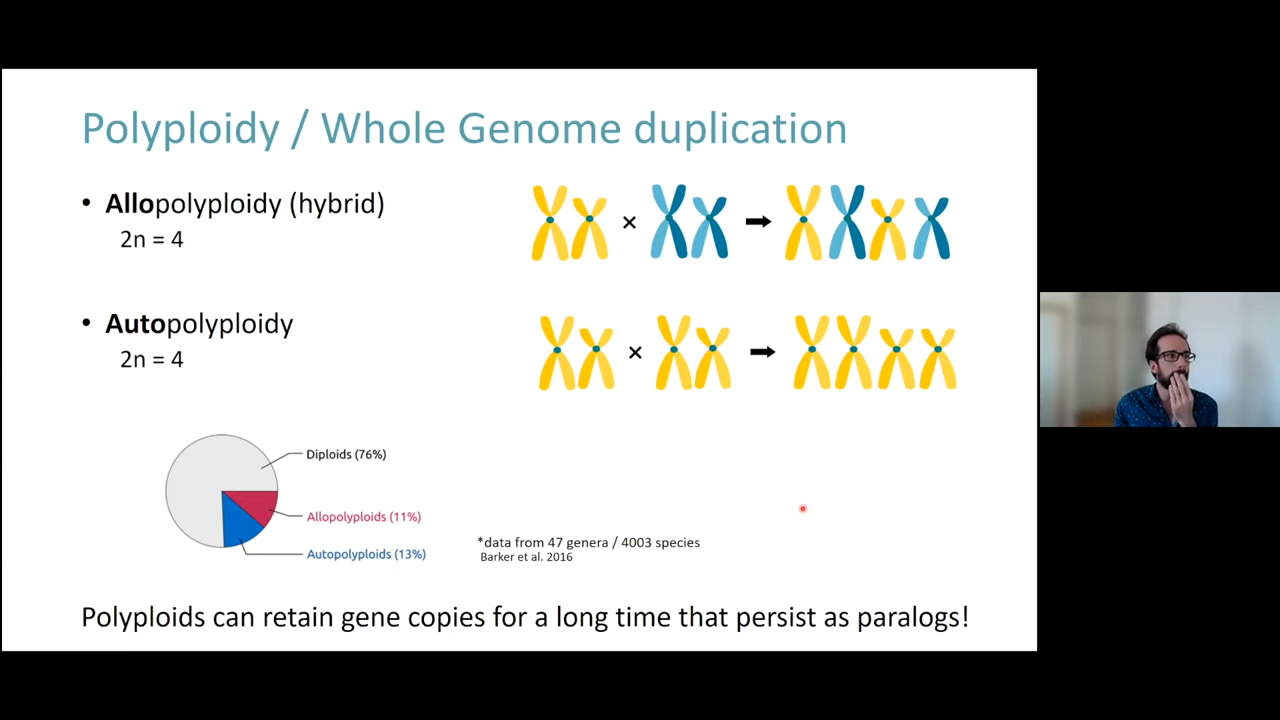 Polyploidy / Whole Genome duplication
• Allopolyploidy (hybrid)
2n = 4
×
• Autopolyploidy
2n = 4
×
Diploids (76%)
Allopolyploids (11%)
Autopolyploids (13%)
*data from 47 genera / 4003 species
Barker et al. 2016
Polyploids can retain gene copies for a long time that persist as paralogs!